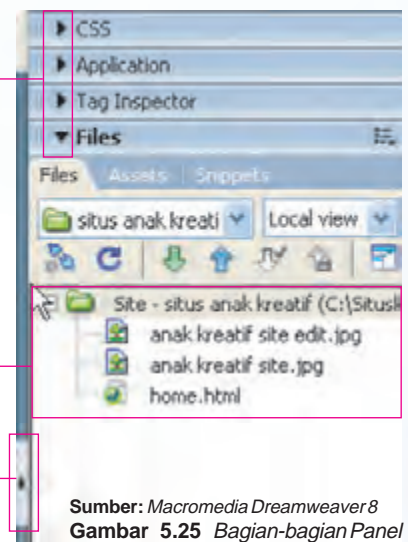 CSS
Application
Tag Inspector
Files
Files Assets Snippets
situs anak kreati Local view
Site - situs anak kreatif (C:\Situsk
anak kreatif site edit.jpg
anak kreatif site.jpg
home.html
Sumber: Macromedia Dreamweaver 8
Gambar 5.25 Bagian-bagian Panel